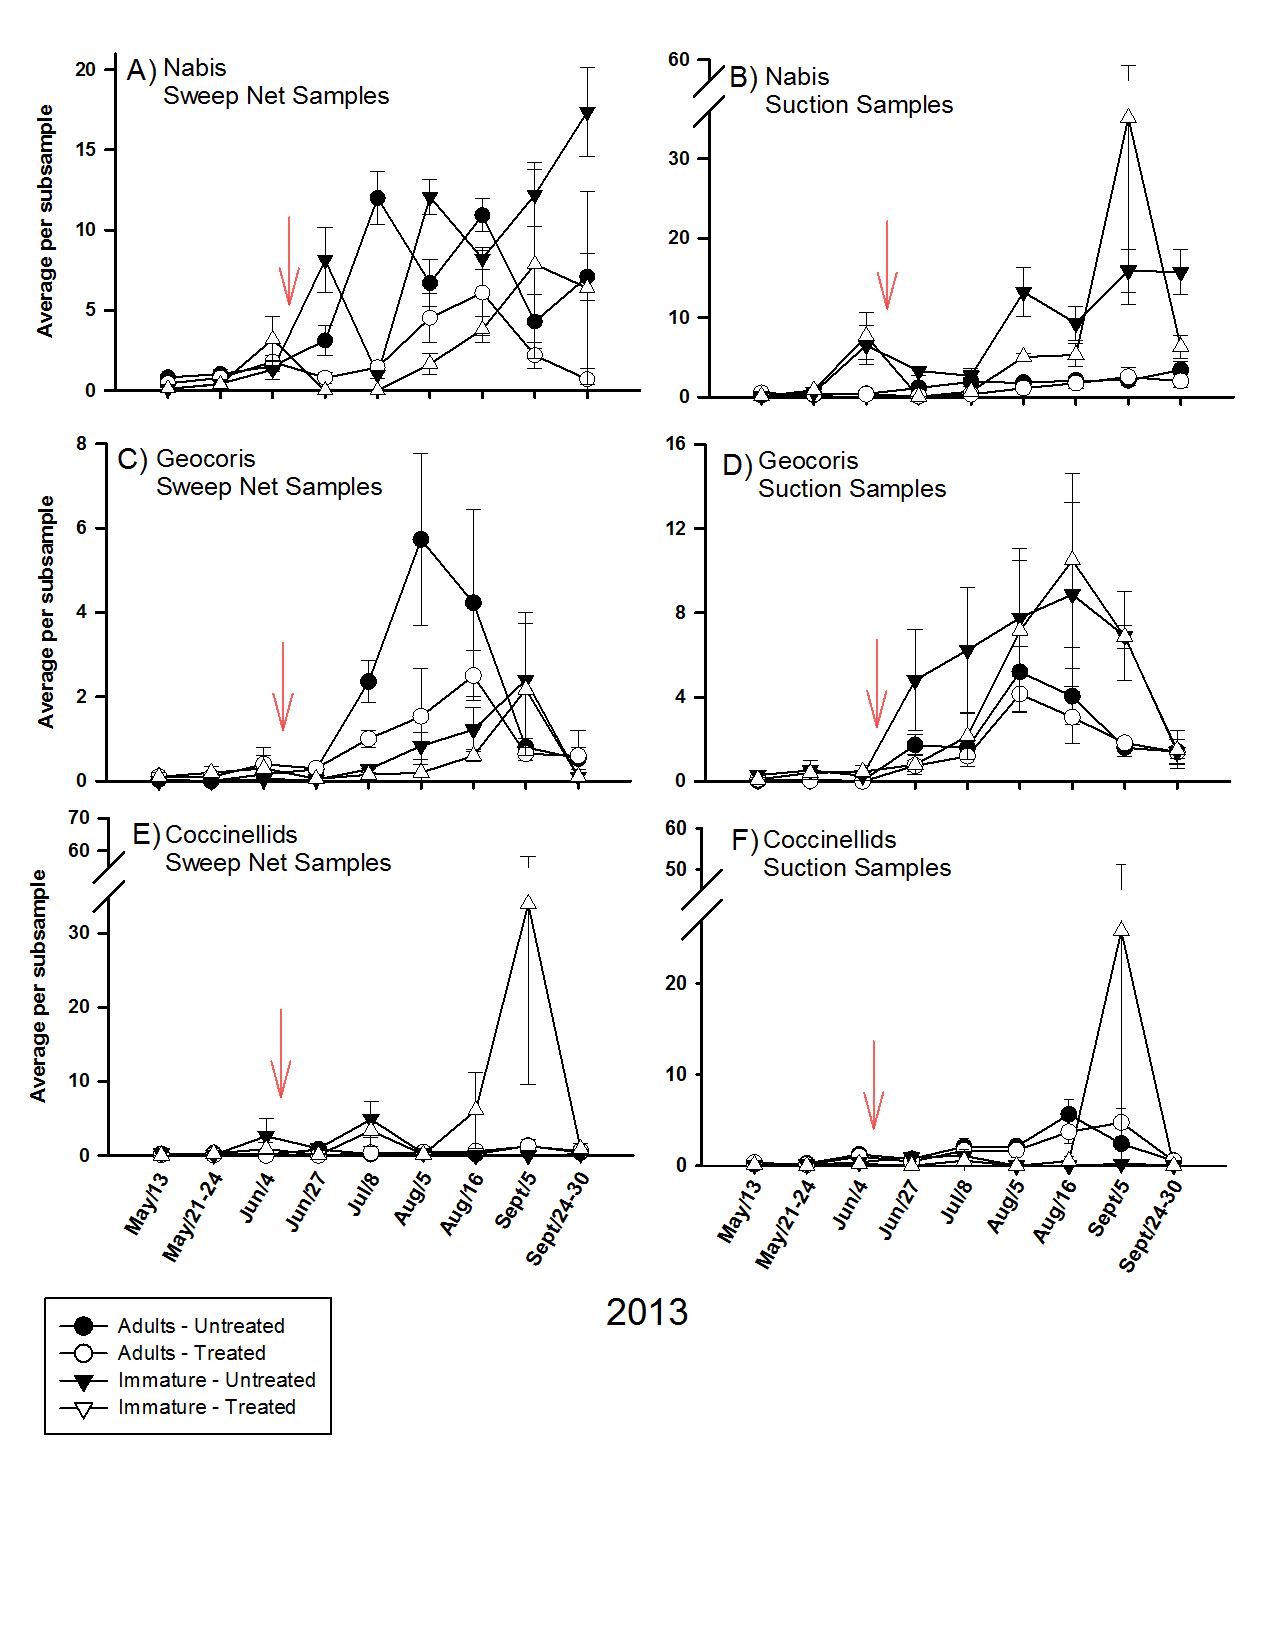 A) Nabis
Sweep Net Samples
Average per subsample
20
15
10
5
0
B) Nabis
Suction Samples
60
30
20
10
0
C) Geocoris
Sweep Net Samples
Average per subsample
8
6
4
2
0
D) Geocoris
Suction Samples
16
12
8
4
0
E) Coccinellids
Sweep Net Samples
Average per subsample
70
60
30
20
10
0
May/13
May/21-24
Jun/4
Jun/27
Jul/8
Aug/5
Aug/16
Sept/5
Sept/24-30
F) Coccinellids
Suction Samples
60
50
20
10
0
May/13
May/21-24
Jun/4
Jun/27
Jul/8
Aug/5
Aug/16
Sept/5
Sept/24-30
2013
Adults - Untreated
Adults - Treated
Immature - Untreated
Immature - Treated